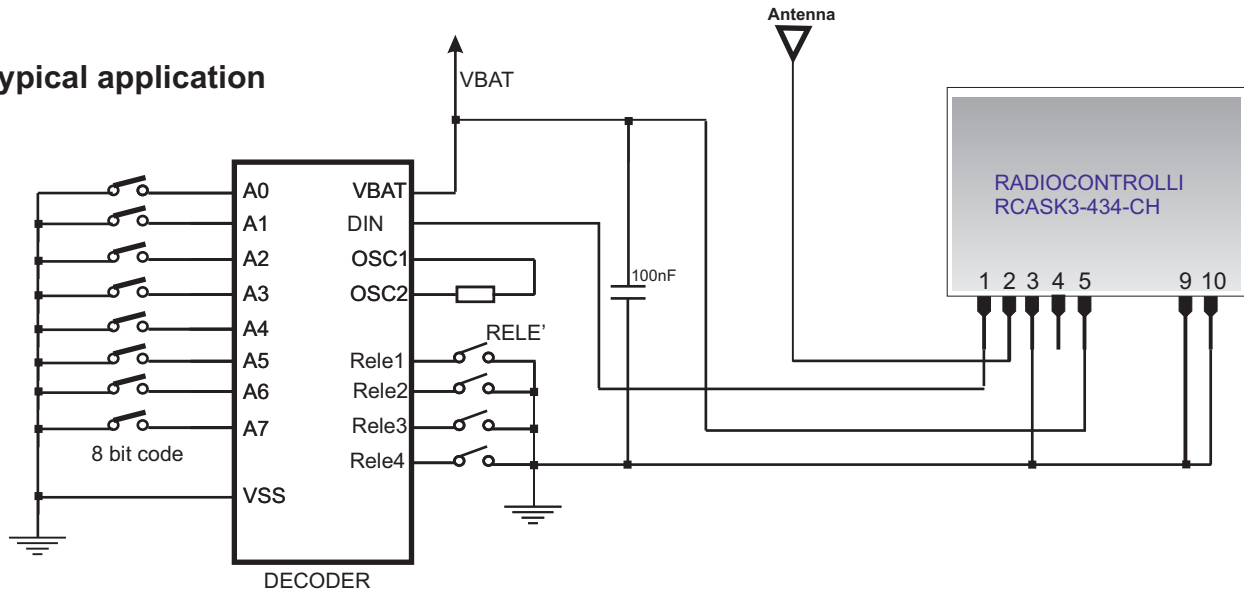 Antenna
ypical application
VBAT
RADIOCONTROLLI
RCASK3-434-CH
1 2 3 4 5 9 10
A0 VBAT
A1 DIN
A2 OSC1
A3 OSC2
100nF
A4
RELE'
A5 Rele1
A6 Rele2
A7 Rele3
8 bit code
Rele4
VSS
DECODER